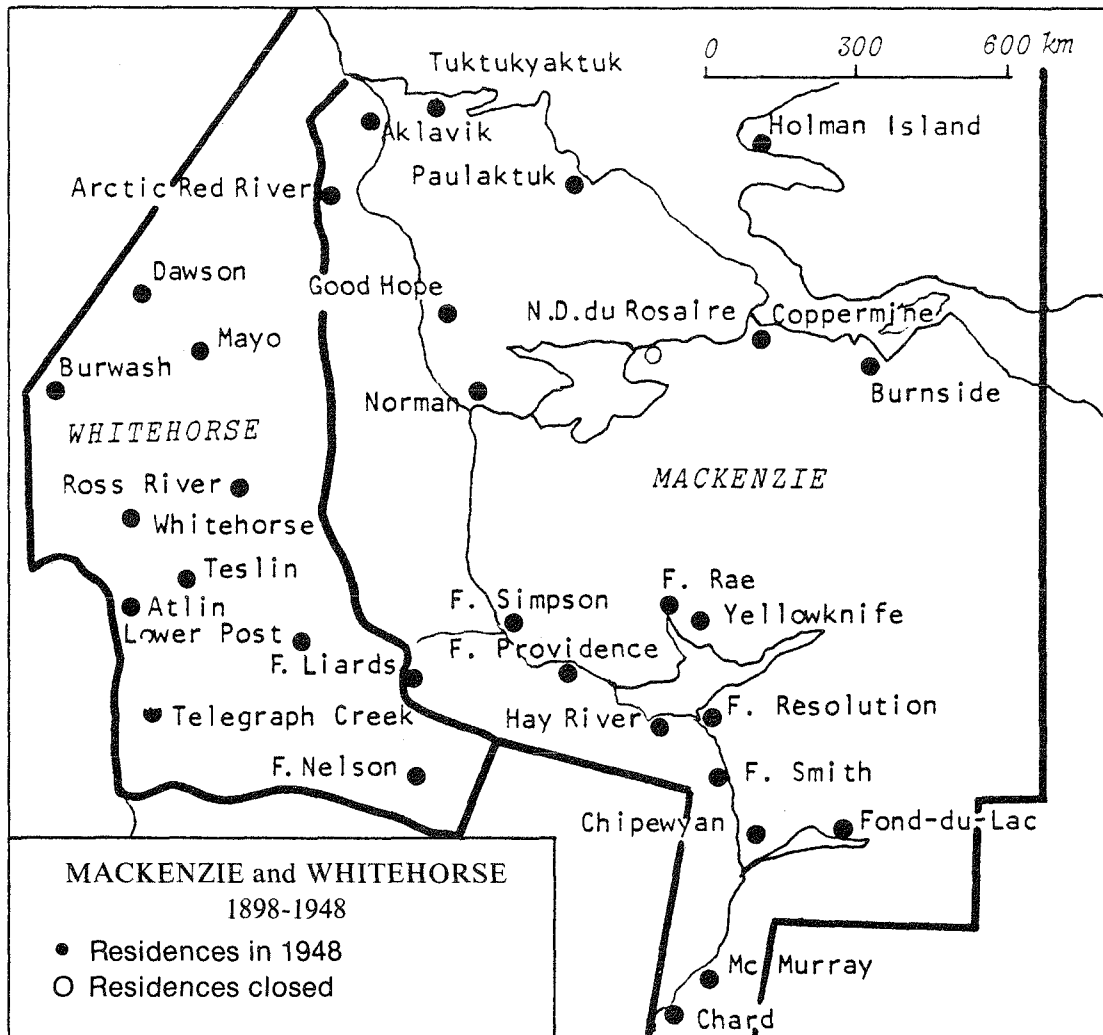 0 300 600 km
Tuktukyaktuk
Aklavik
Holman Island
Arctic Red River
Paulaktuk
Dawson
Good Hope
N.D.du Rosaire
Coppermine
Mayo
Burwash
Norman
Burnside
WHITEHORSE
MACKENZIE
Ross River
Whitehorse
Teslin
F. Rae
Atlin
F. Simpson
Yellowknife
Lower Post
F. Providence
F. Liards
Telegraph Creek
Hay River
F. Resolution
F. Nelson
F. Smith
Chipewyan
Fond-du-Lac
MACKENZIE and WHITEHORSE
1898-1948
● Residences in 1948
O Residences closed
Mc Murray
Chard